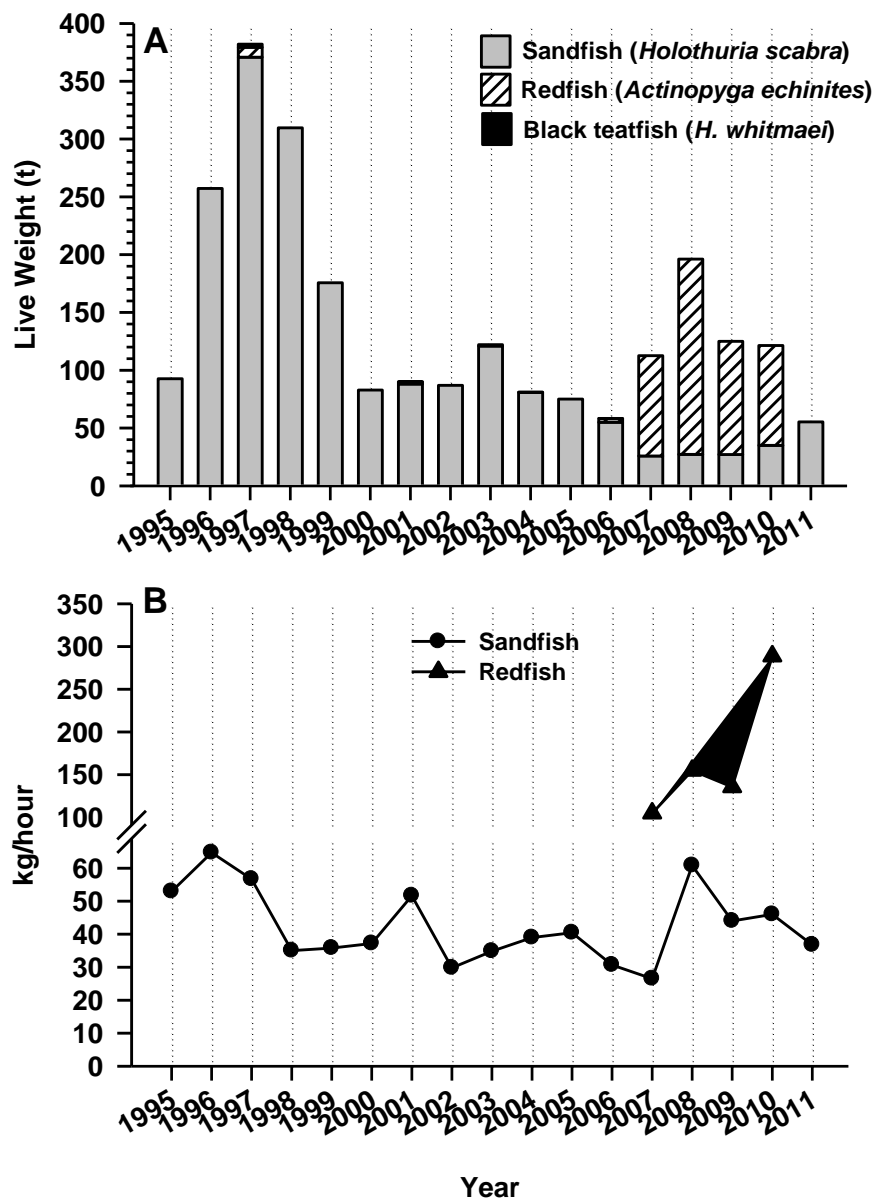 A
400
350
300
250
200
150
100
50
0
Live Weight (t)
Sandfish (Holothuria scabra)
Redfish (Actinopyga echinites)
Black teatfish (H. whitmaei)
1995 1996 1997 1998 1999 2000 2001 2002 2003 2004 2005 2006 2007 2008 2009 2010 2011
B
350
300
250
200
150
100
60
50
40
30
20
10
0
kg/hour
Sandfish
Redfish
1995 1996 1997 1998 1999 2000 2001 2002 2003 2004 2005 2006 2007 2008 2009 2010 2011
Year